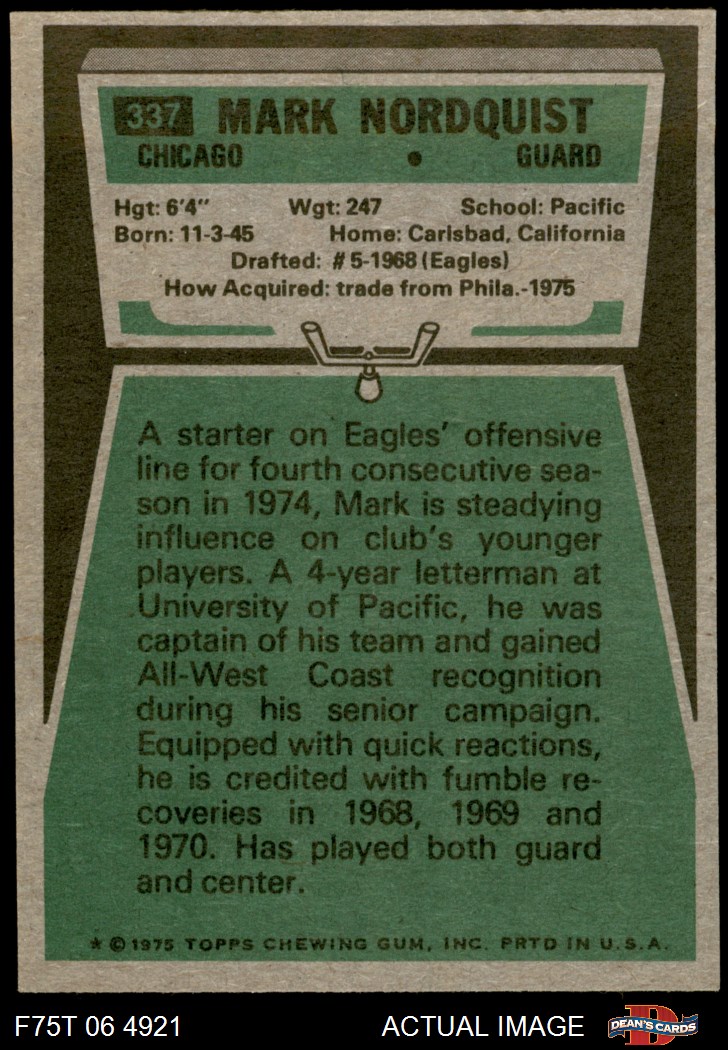 337 MARK NORDQUIST
CHICAGO • GUARD
Hgt: 6'4" Wgt: 247 School: Pacific
Born: 11-3-45 Home: Carlsbad, California
Drafted: #5-1968 (Eagles)
How Acquired: trade from Phila.-1975
A starter on Eagles' offensive
line for fourth consecutive sea-
son in 1974, Mark is steadying
influence on club's younger
players. A 4-year letterman at
University of Pacific, he was
captain of his team and gained
All-West Coast recognition
during his senior campaign.
Equipped with quick reactions,
he is credited with fumble re-
coveries in 1968, 1969 and
1970. Has played both guard
and center.
* © 1975 TOPPS CHEWING GUM, INC. PRTD IN U.S.A.
F75T 06 4921 ACTUAL IMAGE D DEAN'S CARDS